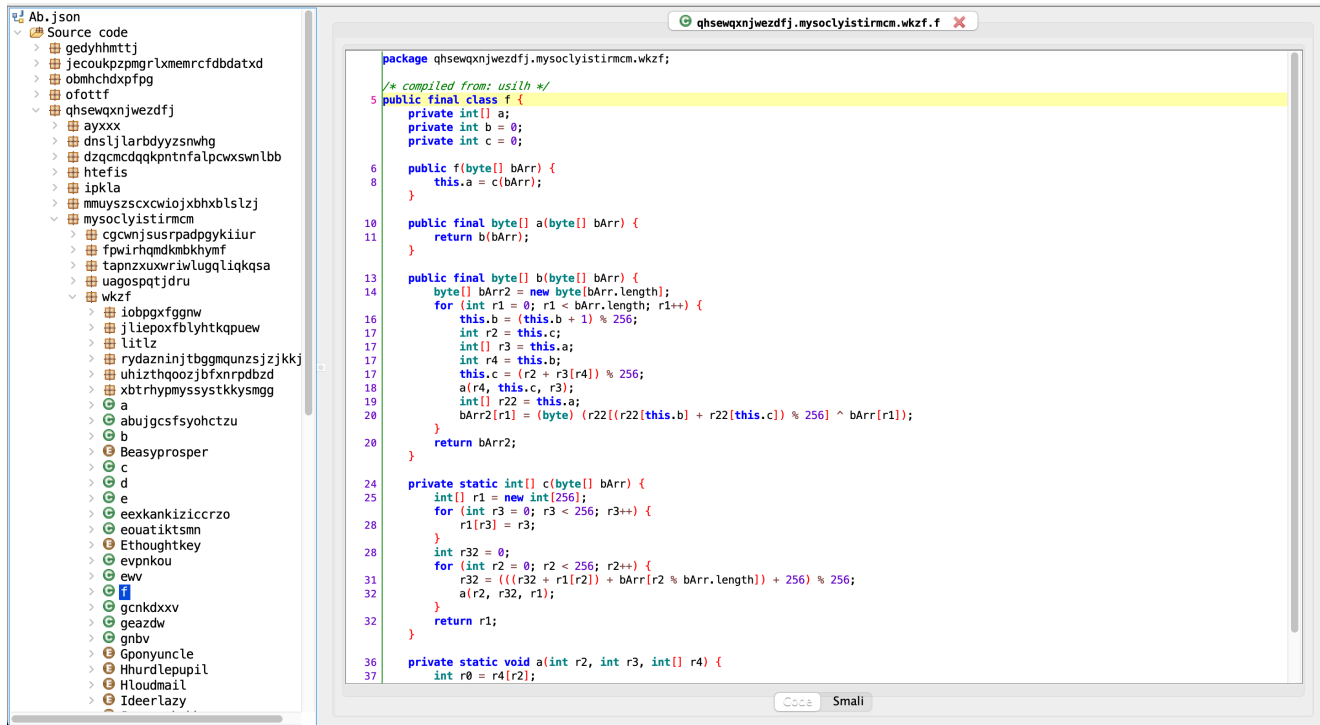 Ab.json
Source code
gedyhhmttj
jecoukpzpmgrlxmemrcfdbdatxd
obmhchdxpfpg
ofottf
qhsewqxnjwezdfj
ayxxx
dnsljlarbdyyzsnwhg
dzqcmcdqqkpntnfalpcwxswnlbb
htefis
ipkla
mmuyszscxcwiojxbhxblslzj
mysoclyistirmcm
cgcwnjsusrpadpgykiiur
fpwirhqmdkmbkhymf
tapnzxuxwriwlugqliqkqsa
uagospqtjdru
wkzf
iobpgxfggnw
jliepoxfblyhtkqpuew
litlz
rydazninjtbggmqunzsjzjkkj
uhizthqoozjbfxnrpdbzd
xbtrhypmyssystkkysmgg
a
abujgcsfsyohctzu
b
Beasyprosper
c
d
e
eexkankiziccrzo
eouatiktsmn
Ethoughtkey
evpnkou
ewv
f
gcnkdxxv
geazdw
gnbv
Gponyuncle
Hhurdlepupil
Hloudmail
Ideerlazy
qhsewqxnjwezdfj.mysoclyistirmcm.wkzf.f
package qhsewqxnjwezdfj.mysoclyistirmcm.wkzf;
/* compiled from: usilh */
5 public final class f {
private int[] a;
private int b = 0;
private int c = 0;
6 public f(byte[] bArr) {
8 this.a = c(bArr);
}
10 public final byte[] a(byte[] bArr) {
11 return b(bArr);
}
13 public final byte[] b(byte[] bArr) {
14 byte[] bArr2 = new byte[bArr.length];
for (int r1 = 0; r1 < bArr.length; r1++) {
16 this.b = (this.b + 1) % 256;
17 int r2 = this.c;
17 int[] r3 = this.a;
17 int r4 = this.b;
17 this.c = (r2 + r3[r4]) % 256;
18 a(r4, this.c, r3);
19 int[] r22 = this.a;
20 bArr2[r1] = (byte) (r22[(r22[this.b] + r22[this.c]) % 256] ^ bArr[r1]);
}
20 return bArr2;
}
24 private static int[] c(byte[] bArr) {
25 int[] r1 = new int[256];
for (int r3 = 0; r3 < 256; r3++) {
28 r1[r3] = r3;
}
28 int r32 = 0;
for (int r2 = 0; r2 < 256; r2++) {
31 r32 = (((r32 + r1[r2]) + bArr[r2 % bArr.length]) + 256) % 256;
32 a(r2, r32, r1);
}
32 return r1;
}
36 private static void a(int r2, int r3, int[] r4) {
37 int r0 = r4[r2];
Code Smali